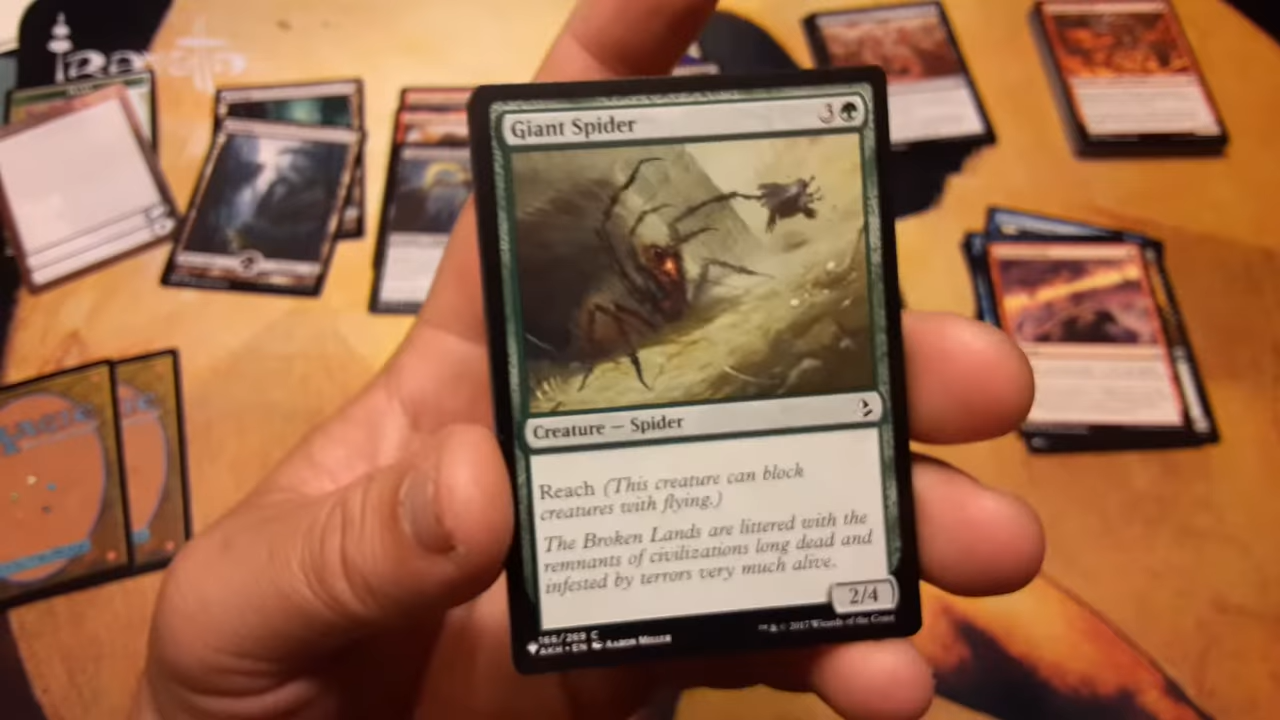 Giant Spider 3
Creature — Spider
Reach (This creature can block
creatures with flying.)
The Broken Lands are littered with the
remnants of civilizations long dead and
infested by terrors very much alive.
2/4
166/269 C
AKH • EN Aaron Miller
™ & © 2017 Wizards of the Coast